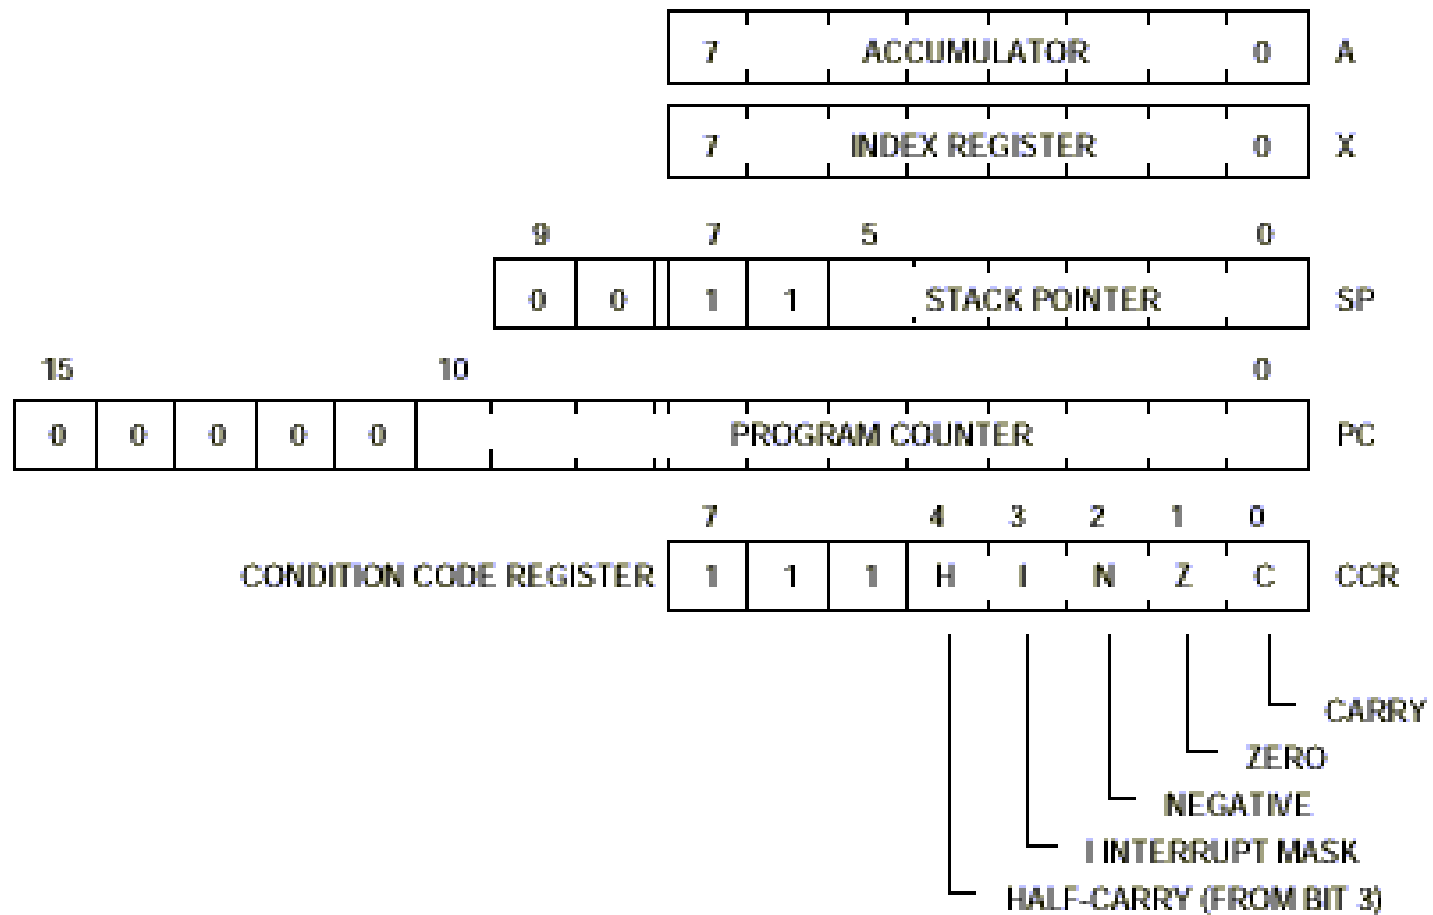 7 ACCUMULATOR 0 A
7 INDEX REGISTER 0 X
9 7 5 0
0 0 1 1 STACK POINTER SP
15 10 0
0 0 0 0 0 PROGRAM COUNTER PC
7 4 3 2 1 0
CONDITION CODE REGISTER 1 1 1 H I N Z C CCR
CARRY
ZERO
NEGATIVE
I INTERRUPT MASK
HALF-CARRY (FROM BIT 3)